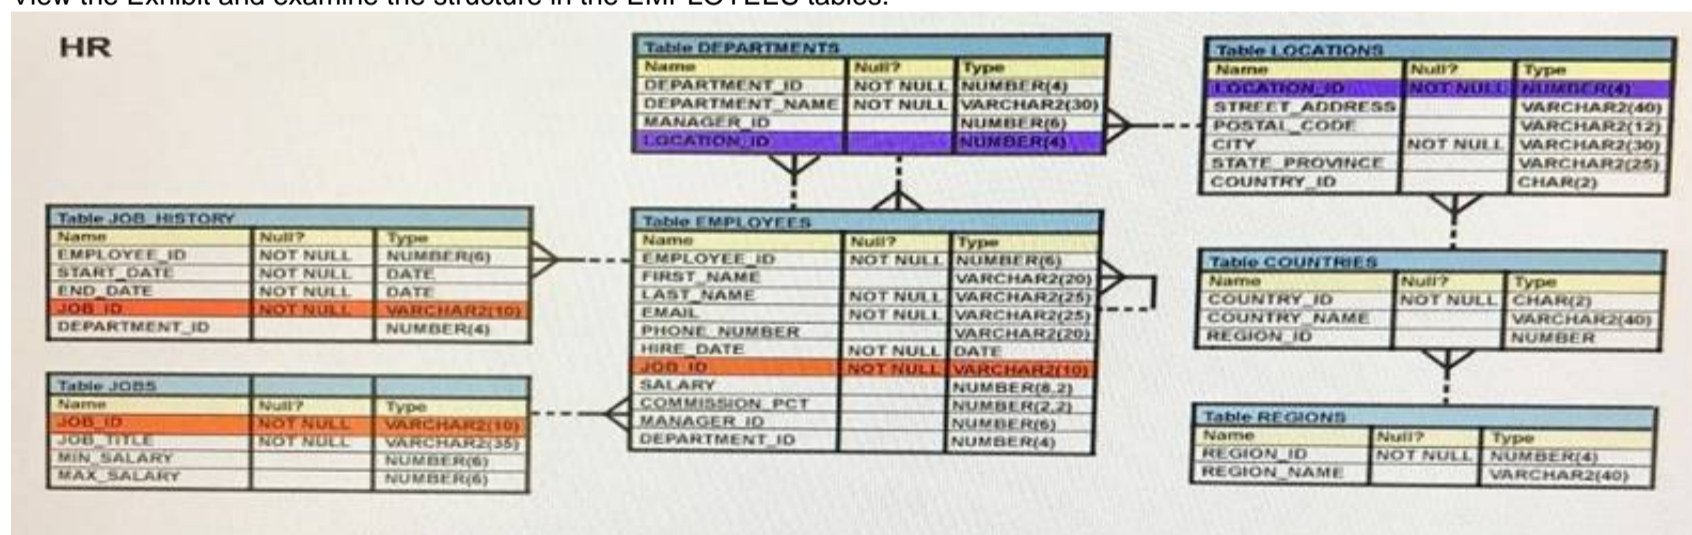 View the Exhibit and examine the structure in the EMPLOYEES tables.
HR
Table DEPARTMENTS
Name Null? Type
DEPARTMENT_ID NOT NULL NUMBER(4)
DEPARTMENT_NAME NOT NULL VARCHAR2(30)
MANAGER_ID NUMBER(6)
LOCATION_ID NUMBER(4)
Table LOCATIONS
Name Null? Type
LOCATION_ID NOT NULL NUMBER(4)
STREET_ADDRESS VARCHAR2(40)
POSTAL_CODE VARCHAR2(12)
CITY NOT NULL VARCHAR2(30)
STATE_PROVINCE VARCHAR2(25)
COUNTRY_ID CHAR(2)
Table JOB_HISTORY
Name Null? Type
EMPLOYEE_ID NOT NULL NUMBER(6)
START_DATE NOT NULL DATE
END_DATE NOT NULL DATE
JOB_ID NOT NULL VARCHAR2(10)
DEPARTMENT_ID NUMBER(4)
Table EMPLOYEES
Name Null? Type
EMPLOYEE_ID NOT NULL NUMBER(6)
FIRST_NAME VARCHAR2(20)
LAST_NAME NOT NULL VARCHAR2(25)
EMAIL NOT NULL VARCHAR2(25)
PHONE_NUMBER VARCHAR2(20)
HIRE_DATE NOT NULL DATE
JOB_ID NOT NULL VARCHAR2(10)
SALARY NUMBER(8,2)
COMMISSION_PCT NUMBER(2,2)
MANAGER_ID NUMBER(6)
DEPARTMENT_ID NUMBER(4)
Table COUNTRIES
Name Null? Type
COUNTRY_ID NOT NULL CHAR(2)
COUNTRY_NAME VARCHAR2(40)
REGION_ID NUMBER
Table JOBS
Name Null? Type
JOB_ID NOT NULL VARCHAR2(10)
JOB_TITLE NOT NULL VARCHAR2(35)
MIN_SALARY NUMBER(6)
MAX_SALARY NUMBER(6)
Table REGIONS
Name Null? Type
REGION_ID NOT NULL NUMBER(4)
REGION_NAME VARCHAR2(40)